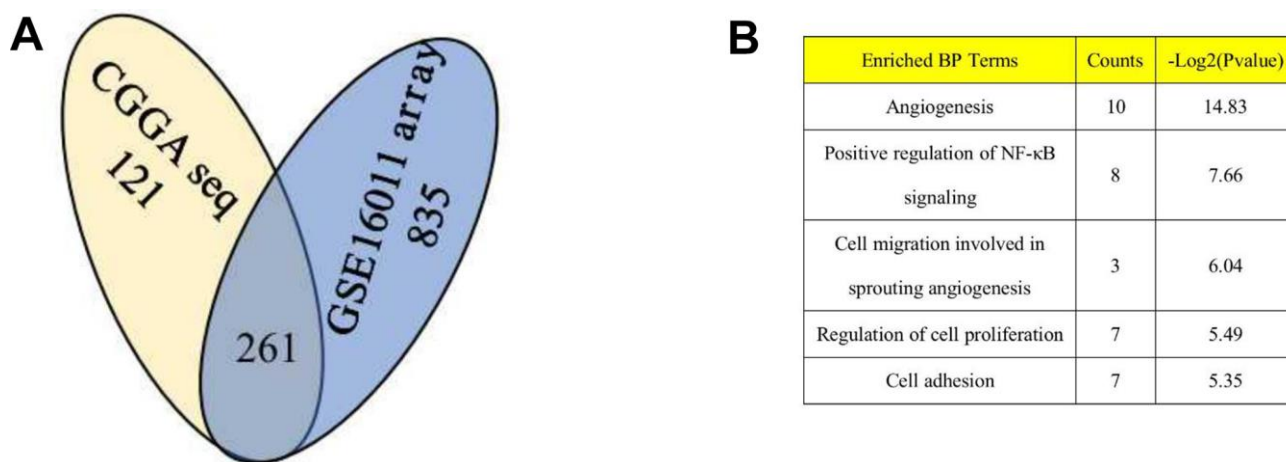 A
CGGA seq
121
GSE16011 array
835
261
B
Enriched BP Terms Counts -Log2(Pvalue)
Angiogenesis 10 14.83
Positive regulation of NF-κB
signaling 8 7.66
Cell migration involved in
sprouting angiogenesis 3 6.04
Regulation of cell proliferation 7 5.49
Cell adhesion 7 5.35